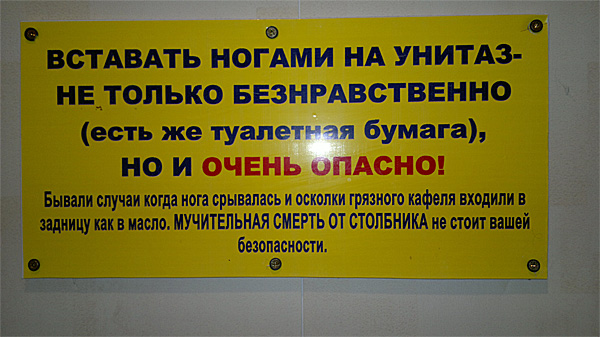 ВСТАВАТЬ НОГАМИ НА УНИТАЗ-
НЕ ТОЛЬКО БЕЗНРАВСТВЕННО
(есть же туалетная бумага),
НО И ОЧЕНЬ ОПАСНО!
Бывали случаи когда нога срывалась и осколки грязного кафеля входили в
задницу как в масло. МУЧИТЕЛЬНАЯ СМЕРТЬ ОТ СТОЛБНИКА не стоит вашей
безопасности.